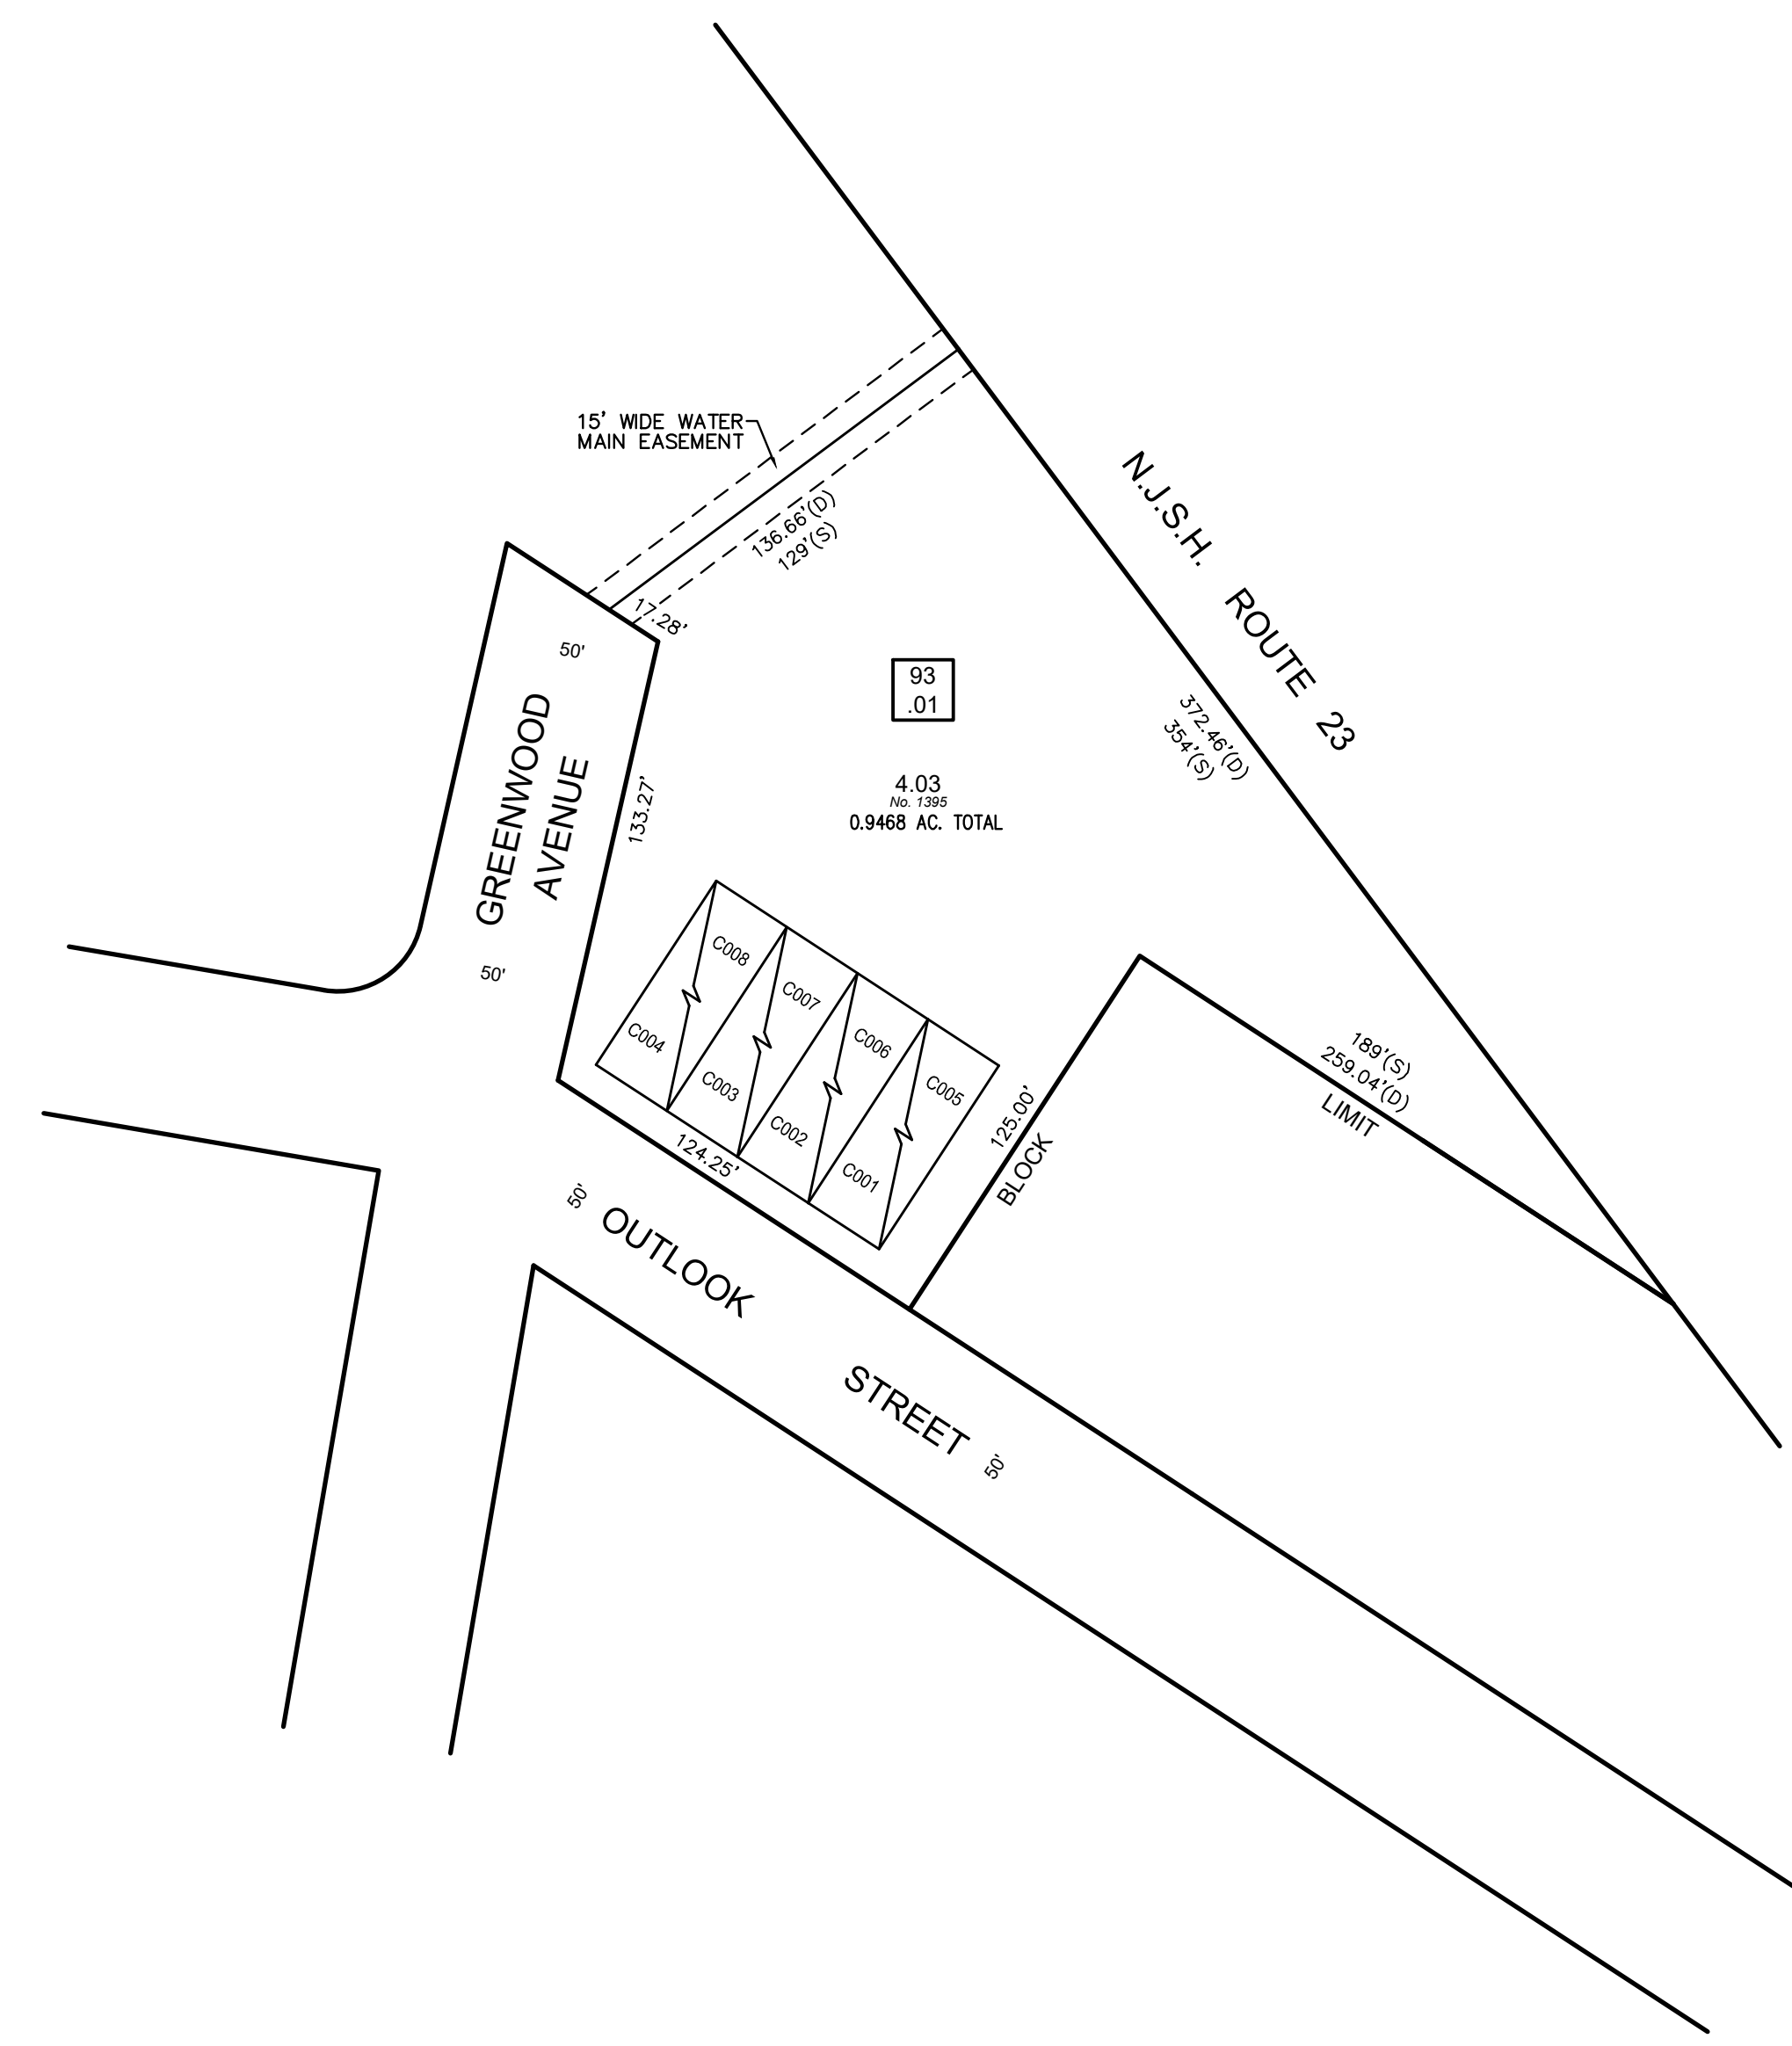 15' WIDE WATER
MAIN EASEMENT
136.66'(D)
129'(S)
N.J.S.H. ROUTE 23
17.28'
50'
93
.01
372.46'(D)
354'(S)
GREENWOOD
AVENUE
133.27'
4.03
No. 1395
0.9468 AC. TOTAL
50'
C008
C007
C006
C005
C004
C003
C002
C001
124.25'
125.00'
BLOCK
189'(S)
259.04'(D)
LIMIT
50'
OUTLOOK
STREET
50'